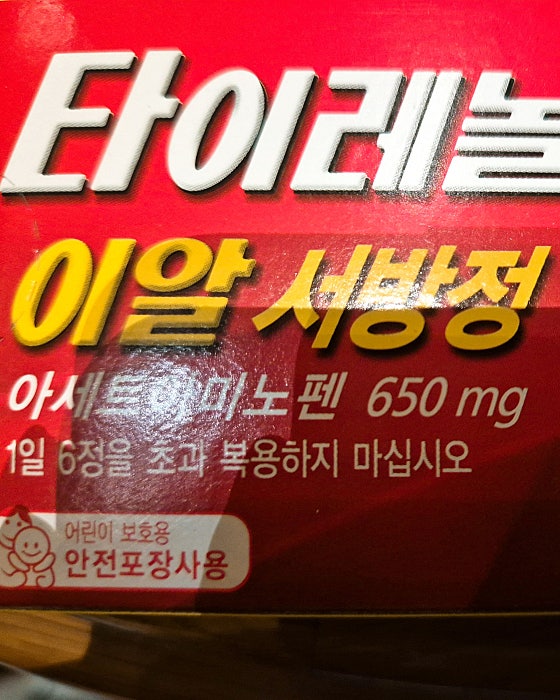 타이레놀
이알 서방정
아세트아미노펜 650 mg
1일 6정을 초과 복용하지 마십시오
어린이 보호용
안전포장사용